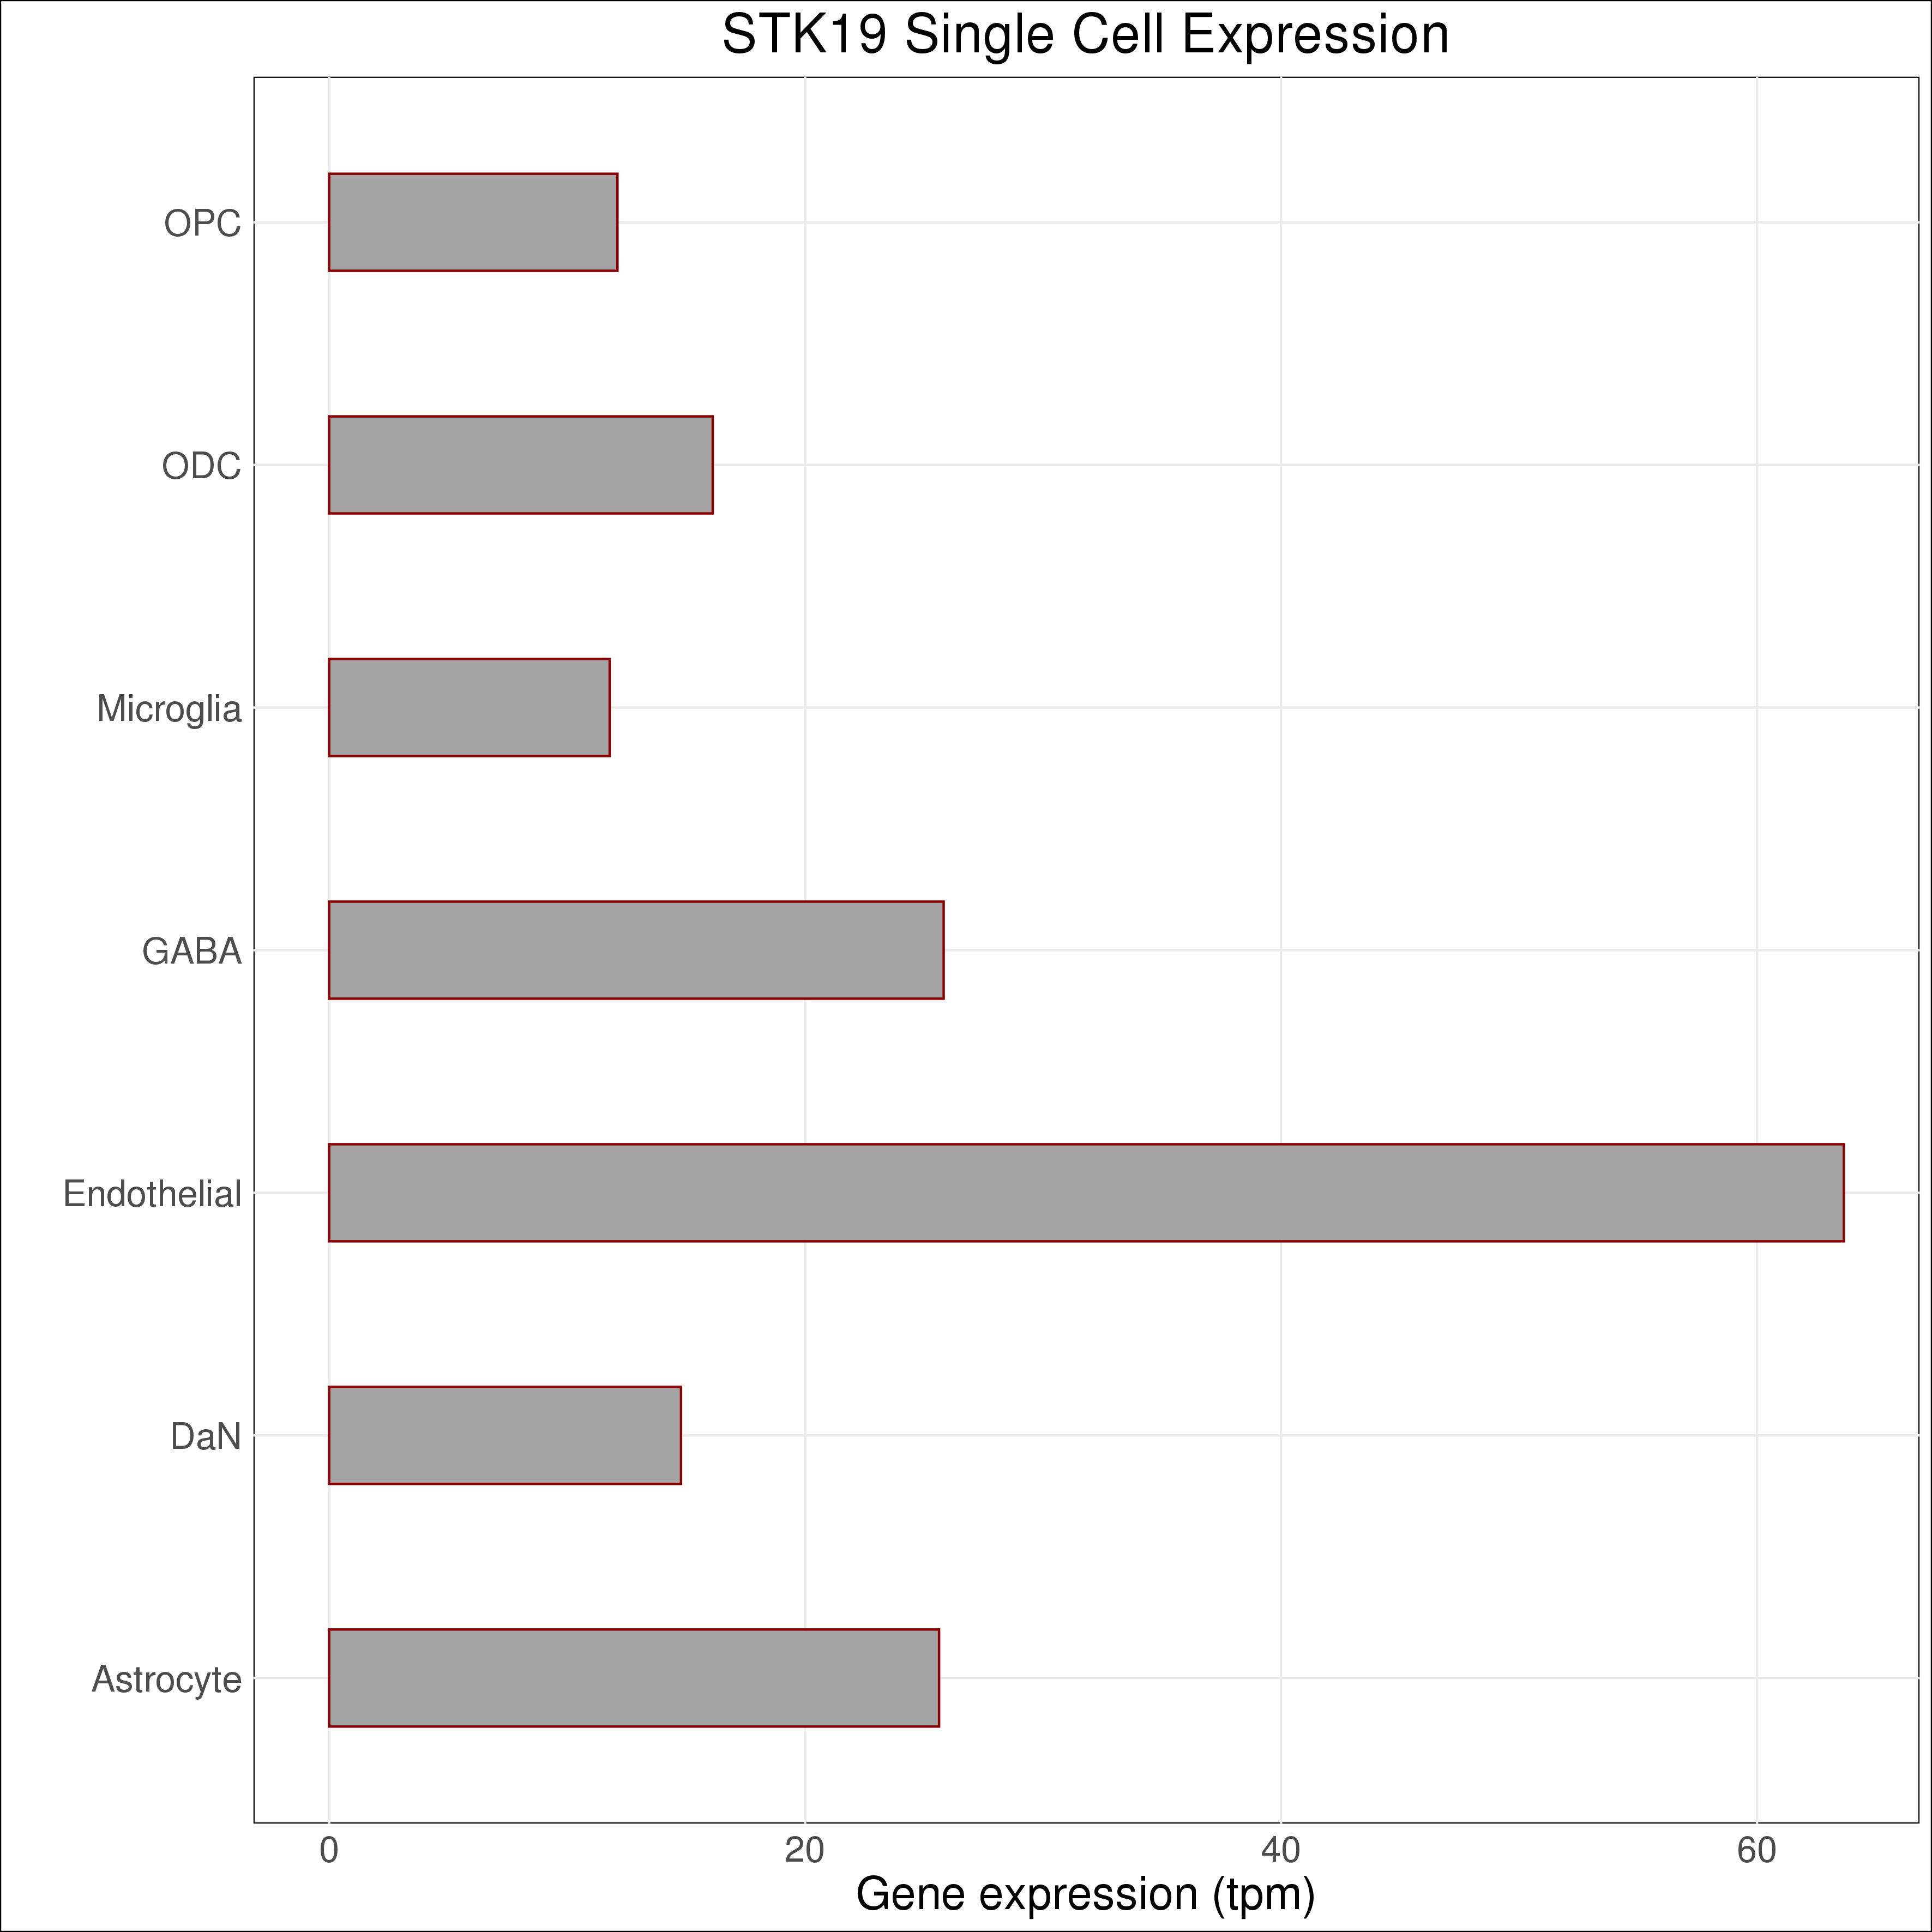 STK19 Single Cell Expression
OPC
ODC
Microglia
GABA
Endothelial
DaN
Astrocyte
0 20 40 60
Gene expression (tpm)